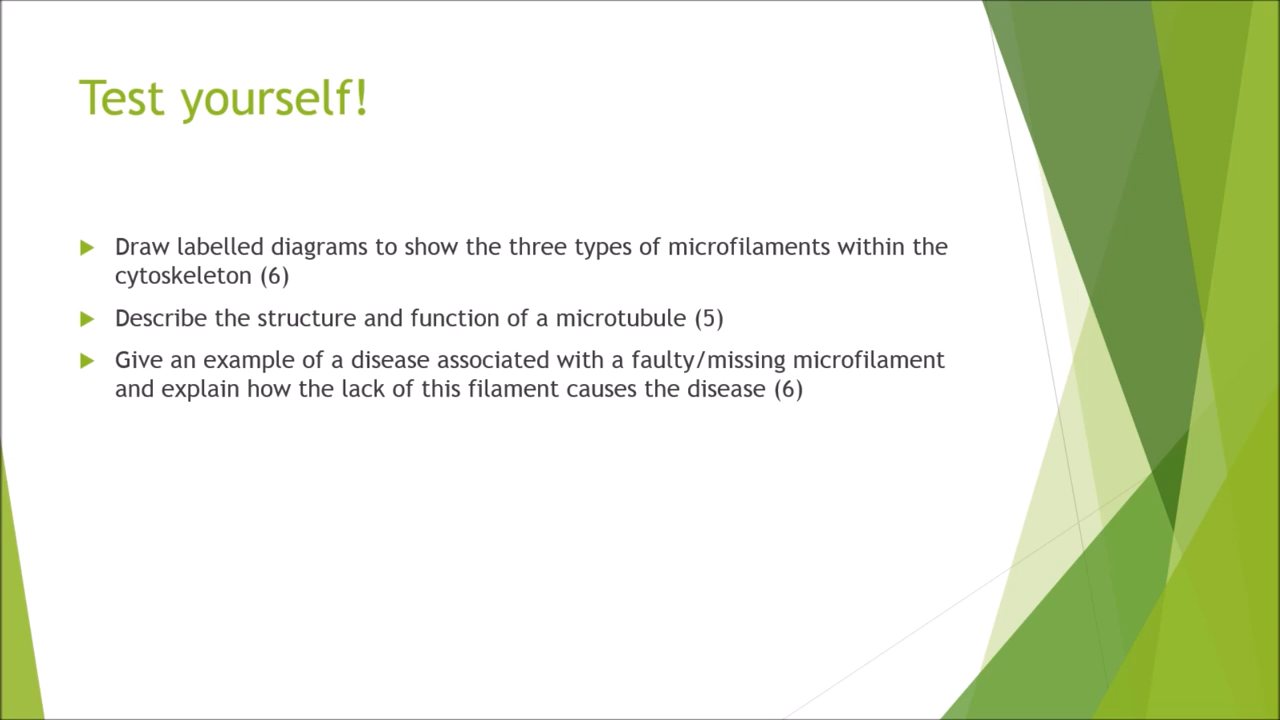 Test yourself!
Draw labelled diagrams to show the three types of microfilaments within the
cytoskeleton (6)
Describe the structure and function of a microtubule (5)
Give an example of a disease associated with a faulty/missing microfilament
and explain how the lack of this filament causes the disease (6)